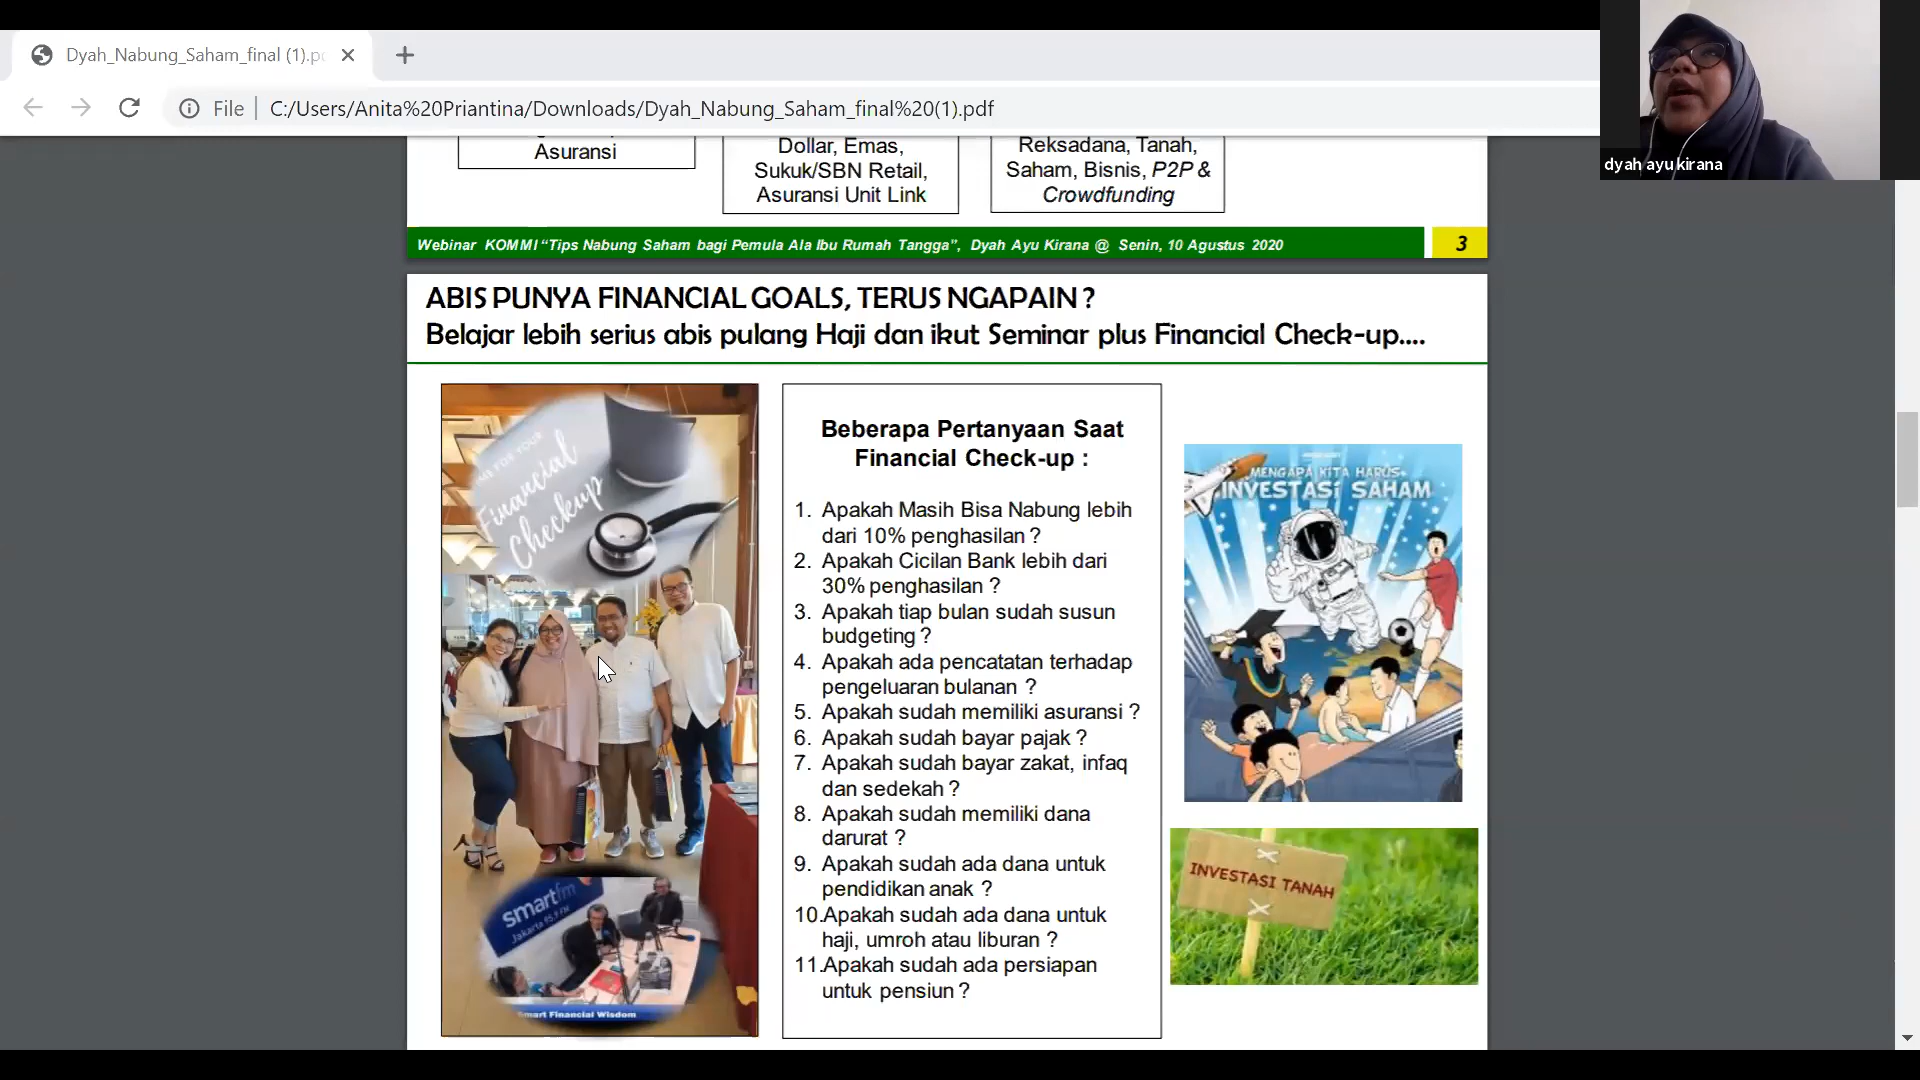 Dyah_Nabung_Saham_final (1).p
File
C:/Users/Anita%20Priantina/Downloads/Dyah_Nabung_Saham_final%20(1).pdf
dyah ayu kirana
Asuransi
Dollar, Emas,
Sukuk/SBN Retail,
Asuransi Unit Link
Reksadana, Tanah,
Saham, Bisnis, P2P &
Crowdfunding
Webinar KOMMI “Tips Nabung Saham bagi Pemula Ala Ibu Rumah Tangga”, Dyah Ayu Kirana @ Senin, 10 Agustus 2020
3
ABIS PUNYA FINANCIAL GOALS, TERUS NGAPAIN ?
Belajar lebih serius abis pulang Haji dan ikut Seminar plus Financial Check-up....
FOR YOUR
Financial
Checkup
smartfm
Jakarta 95.9 FM
Smart Financial Wisdom
Beberapa Pertanyaan Saat
Financial Check-up :
1. Apakah Masih Bisa Nabung lebih
dari 10% penghasilan ?
2. Apakah Cicilan Bank lebih dari
30% penghasilan ?
3. Apakah tiap bulan sudah susun
budgeting ?
4. Apakah ada pencatatan terhadap
pengeluaran bulanan ?
5. Apakah sudah memiliki asuransi ?
6. Apakah sudah bayar pajak ?
7. Apakah sudah bayar zakat, infaq
dan sedekah ?
8. Apakah sudah memiliki dana
darurat ?
9. Apakah sudah ada dana untuk
pendidikan anak ?
10.Apakah sudah ada dana untuk
haji, umroh atau liburan ?
11.Apakah sudah ada persiapan
untuk pensiun ?
MENGAPA KITA HARUS
INVESTASI SAHAM
INVESTASI TANAH